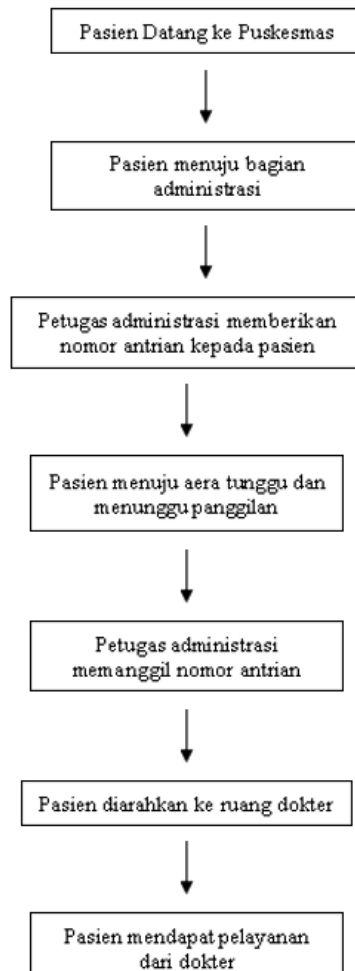 Pasien Datang ke Puskesmas
Pasien menuju bagian
administrasi
Petugas administrasi memberikan
nomor antrian kepada pasien
Pasien menuju aera tunggu dan
menunggu panggilan
Petugas administrasi
memanggil nomor antrian
Pasien diarahkan ke ruang dokter
Pasien mendapat pelayanan
dari dokter